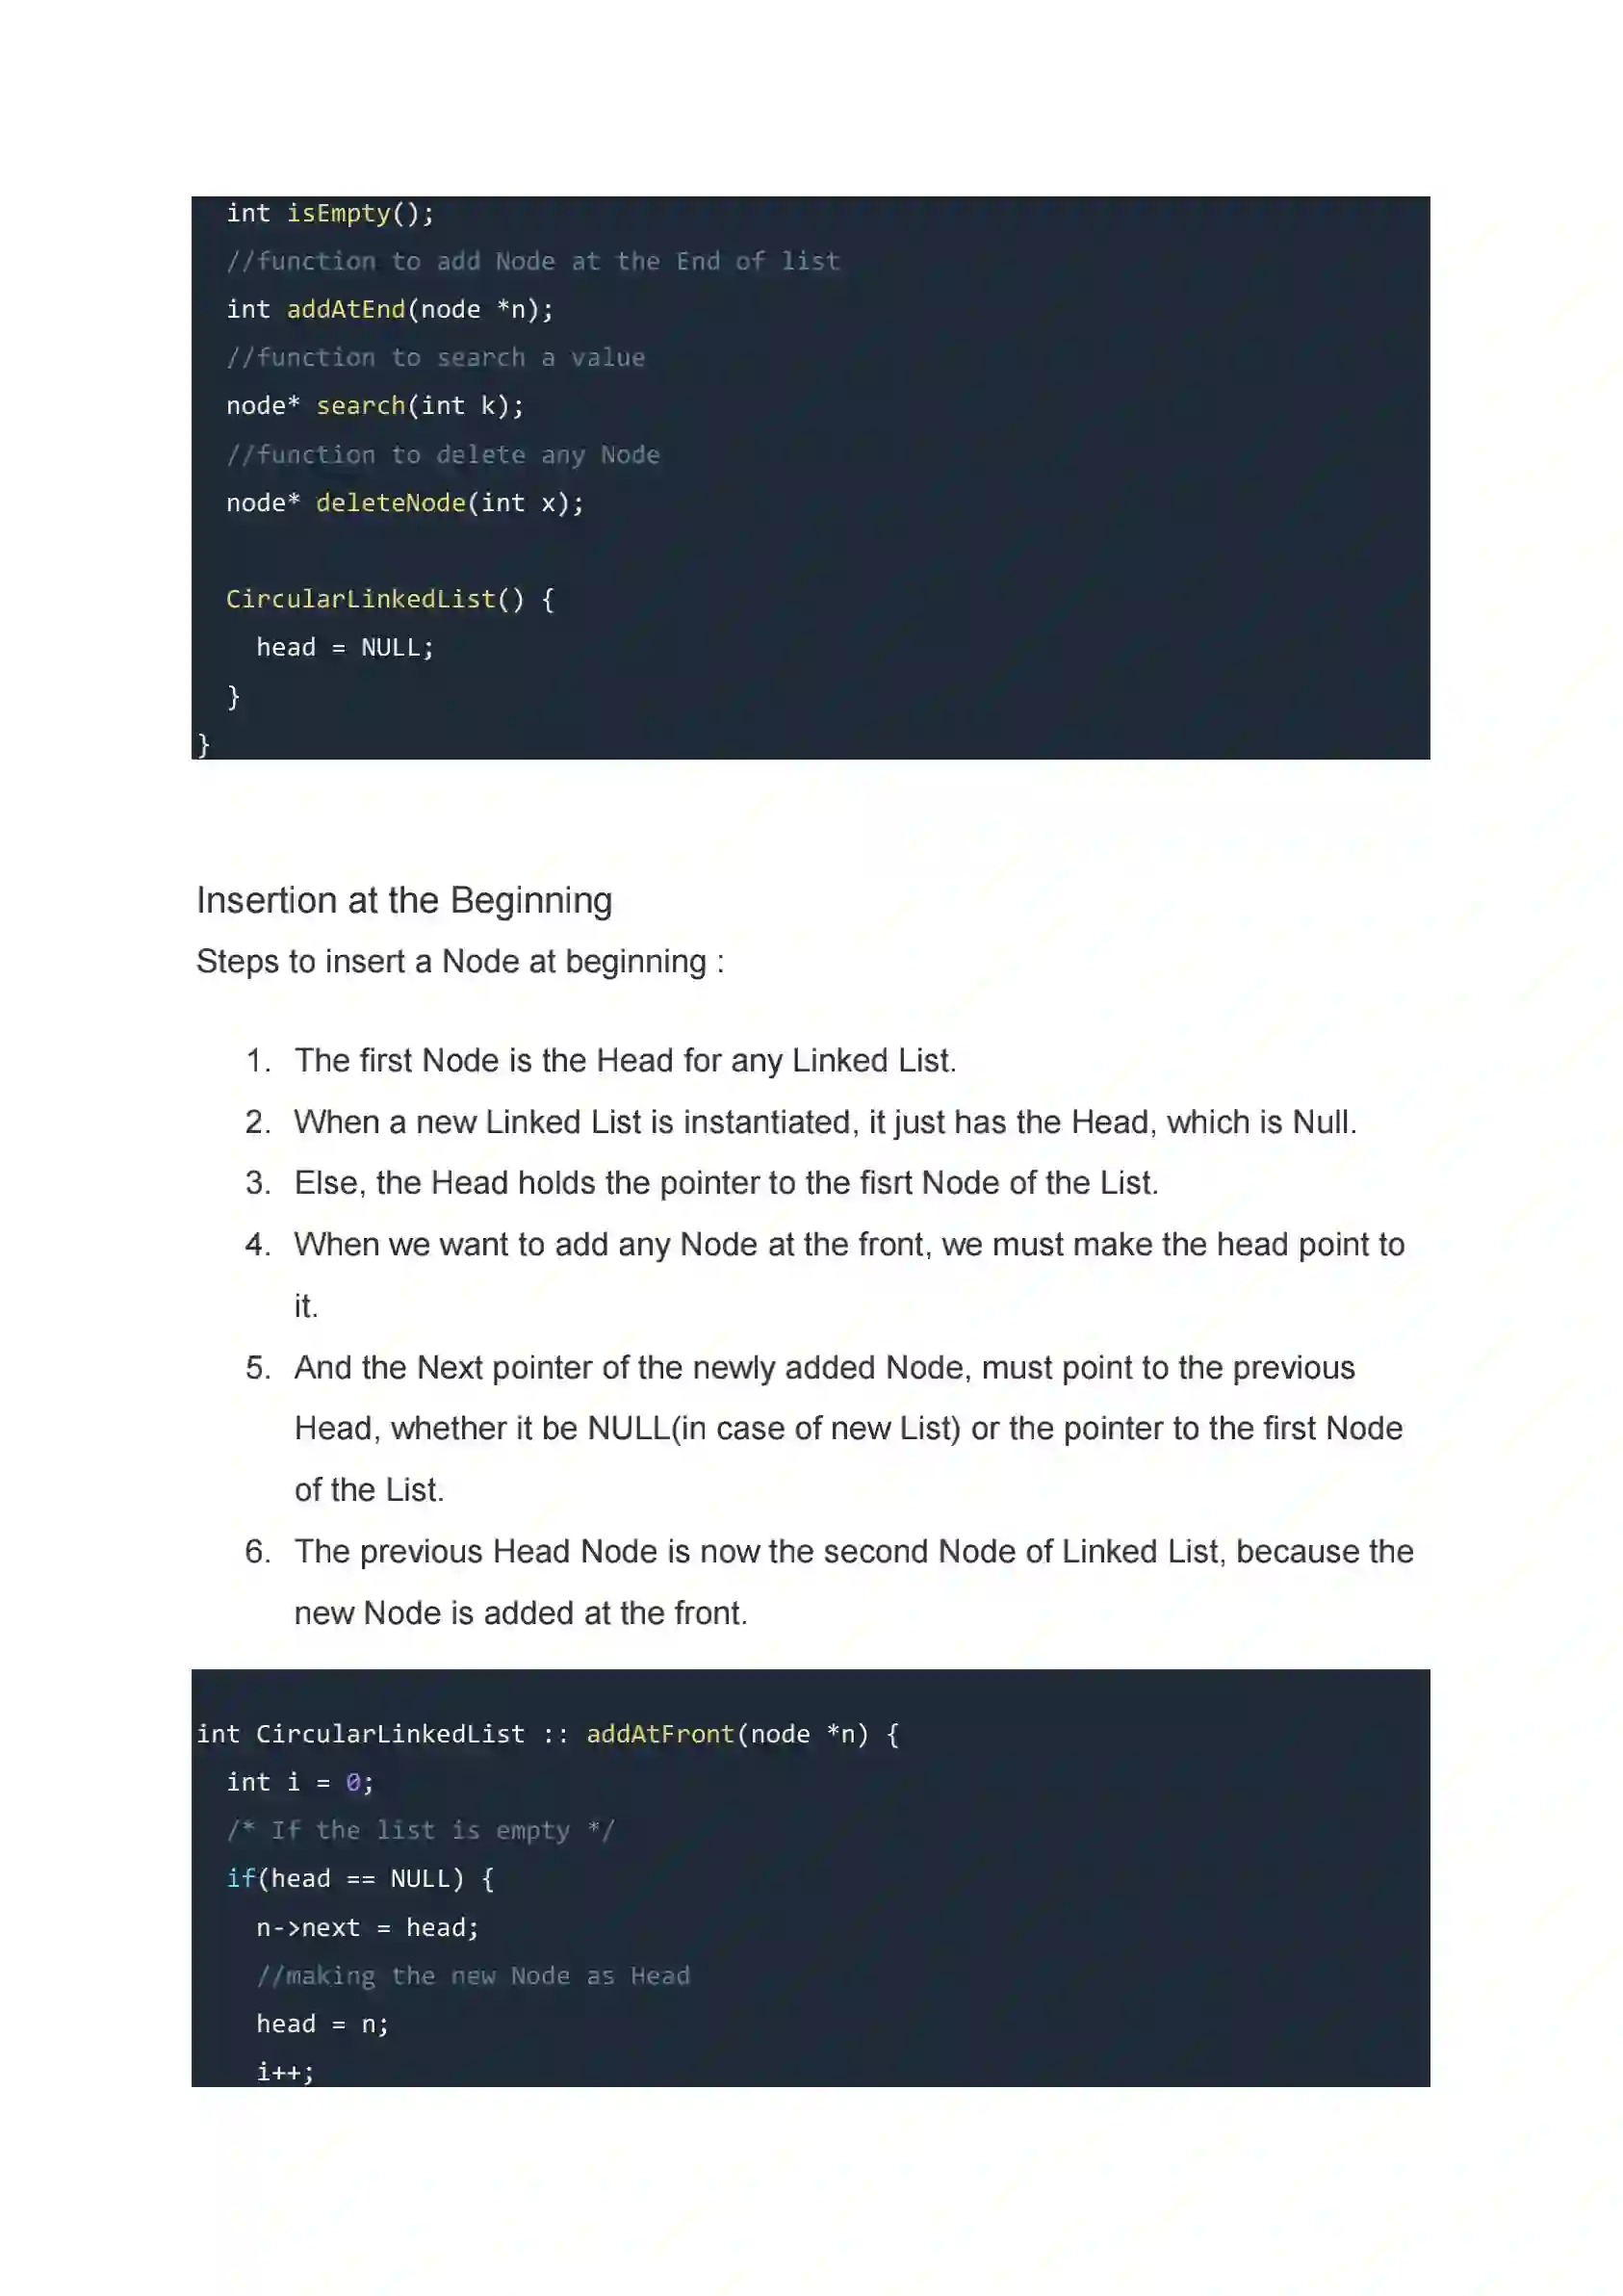 int isEmpty();
//function to add Node at the End of list
int addAtEnd(node *n);
//function to search a value
node* search(int k);
//function to delete any Node
node* deleteNode(int x);
CircularLinkedList() {
head = NULL;
}
}
Insertion at the Beginning
Steps to insert a Node at beginning :
1. The first Node is the Head for any Linked List.
2. When a new Linked List is instantiated, it just has the Head, which is Null.
3. Else, the Head holds the pointer to the fisrt Node of the List.
4. When we want to add any Node at the front, we must make the head point to
it.
5. And the Next pointer of the newly added Node, must point to the previous
Head, whether it be NULL(in case of new List) or the pointer to the first Node
of the List.
6. The previous Head Node is now the second Node of Linked List, because the
new Node is added at the front.
int CircularLinkedList :: addAtFront(node *n) {
int i = 0;
/* If the list is empty */
if(head == NULL) {
n->next = head;
//making the new Node as Head
head = n;
i++;